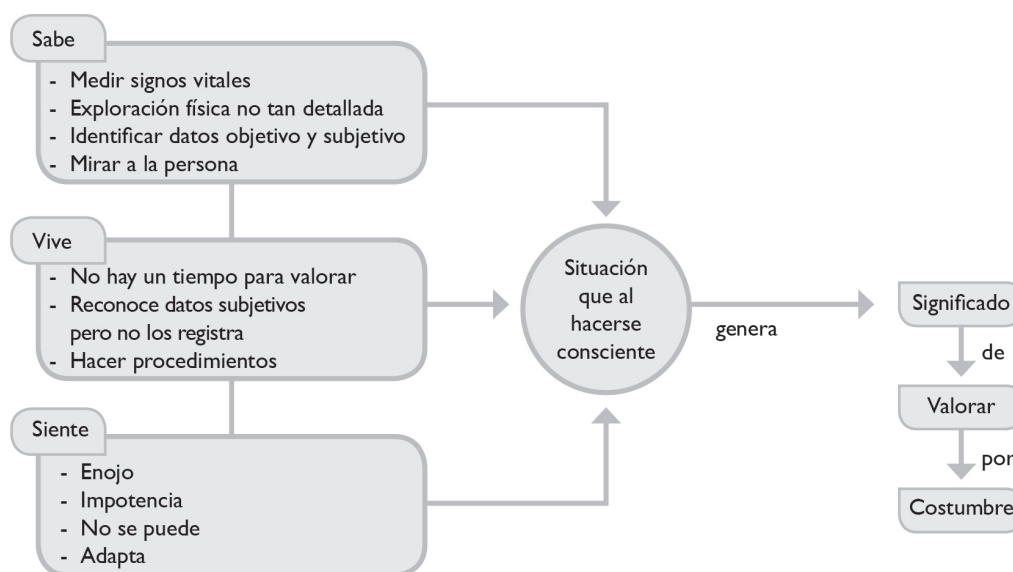 Sabe
- Medir signos vitales
- Exploración física no tan detallada
- Identificar datos objetivo y subjetivo
- Mirar a la persona
Vive
- No hay un tiempo para valorar
- Reconoce datos subjetivos
pero no los registra
- Hacer procedimientos
Siente
- Enojo
- Impotencia
- No se puede
- Adapta
Situación
que al
hacerse
consciente
genera
Significado
de
Valorar
por
Costumbre